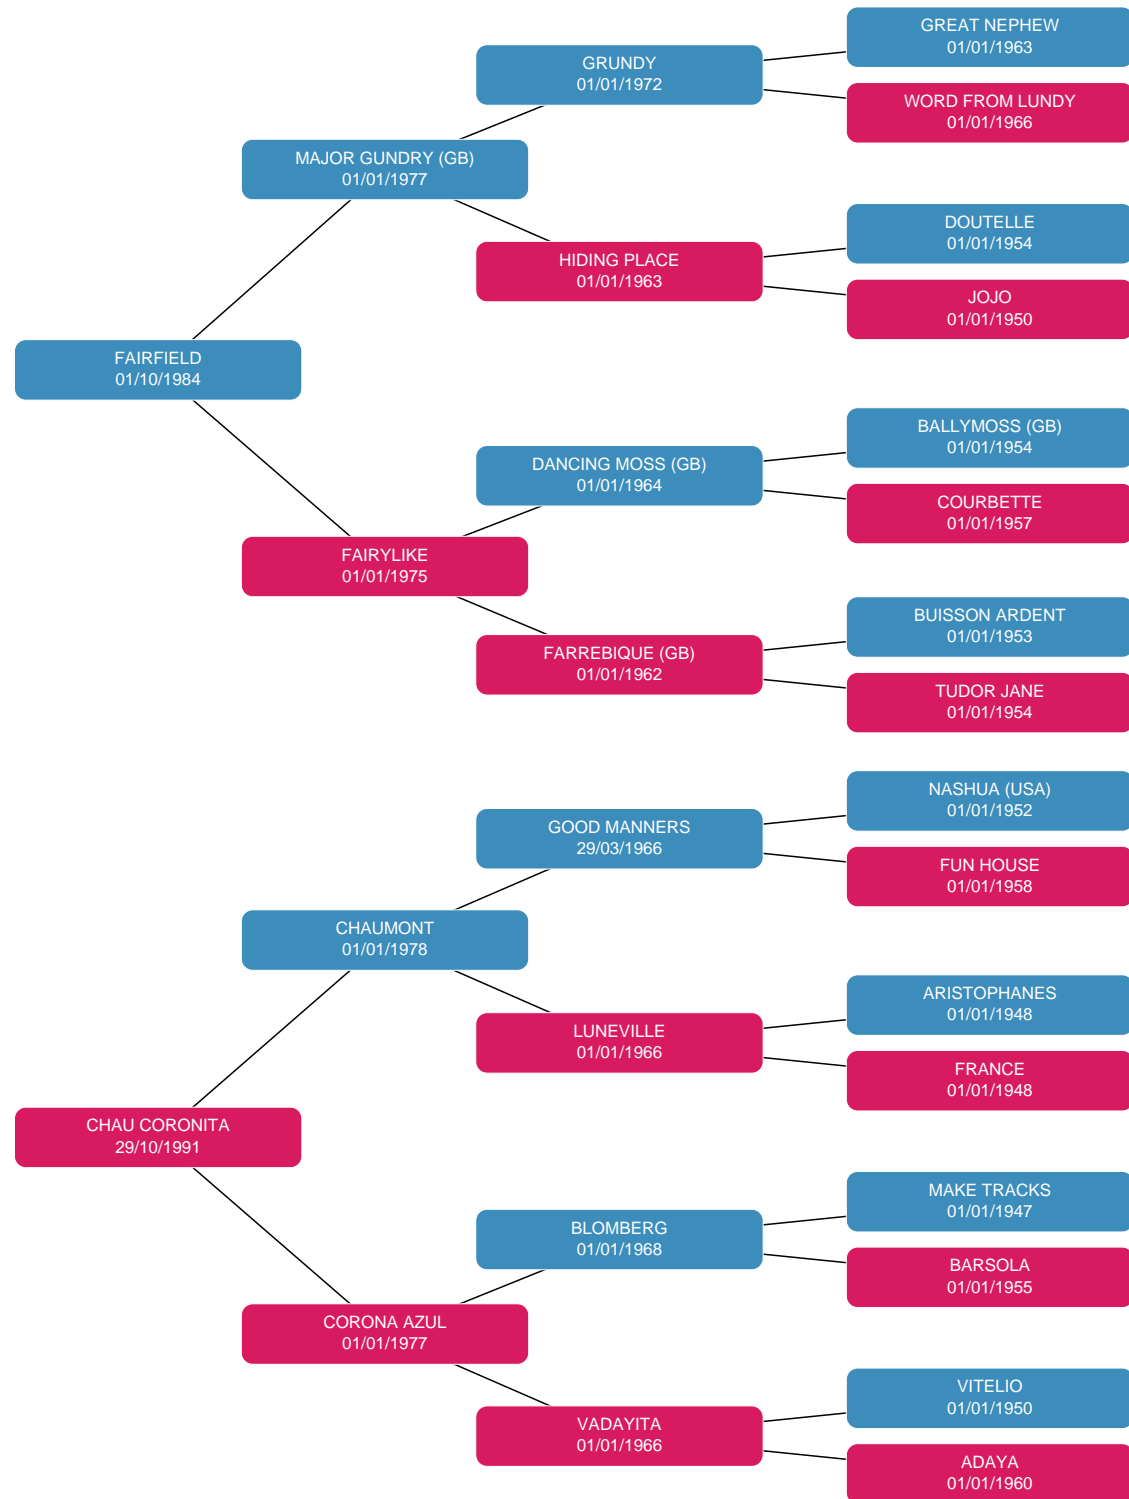 GREAT NEPHEW
01/01/1963
GRUNDY
01/01/1972
WORD FROM LUNDY
01/01/1966
MAJOR GUNDRY (GB)
01/01/1977
DOUTELLE
01/01/1954
HIDING PLACE
01/01/1963
JOJO
01/01/1950
FAIRFIELD
01/10/1984
BALLYMOSS (GB)
01/01/1954
DANCING MOSS (GB)
01/01/1964
COURBETTE
01/01/1957
FAIRYLIKE
01/01/1975
BUISSON ARDENT
01/01/1953
FARREBIQUE (GB)
01/01/1962
TUDOR JANE
01/01/1954
NASHUA (USA)
01/01/1952
GOOD MANNERS
29/03/1966
FUN HOUSE
01/01/1958
CHAUMONT
01/01/1978
ARISTOPHANES
01/01/1948
LUNEVILLE
01/01/1966
FRANCE
01/01/1948
CHAU CORONITA
29/10/1991
MAKE TRACKS
01/01/1947
BLOMBERG
01/01/1968
BARSOLA
01/01/1955
CORONA AZUL
01/01/1977
VITELIO
01/01/1950
VADAYITA
01/01/1966
ADAYA
01/01/1960